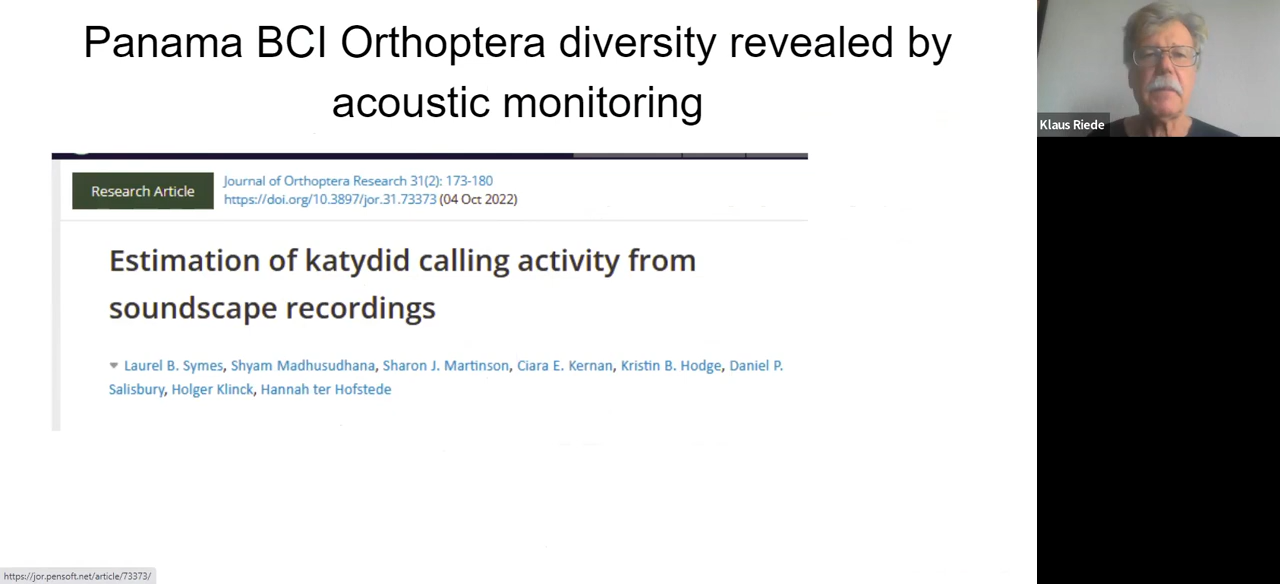 Panama BCI Orthoptera diversity revealed by
acoustic monitoring
Klaus Riede
Research Article
Journal of Orthoptera Research 31(2): 173-180
https://doi.org/10.3897/jor.31.73373 (04 Oct 2022)
Estimation of katydid calling activity from
soundscape recordings
Laurel B. Symes, Shyam Madhusudhana, Sharon J. Martinson, Ciara E. Kernan, Kristin B. Hodge, Daniel P.
Salisbury, Holger Klinck, Hannah ter Hofstede
https://jor.pensoft.net/article/73373/